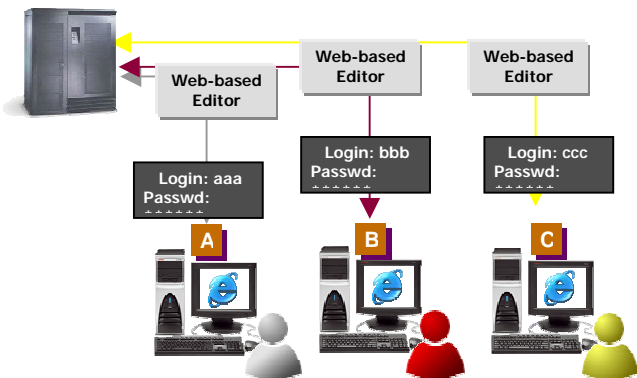 Web-based
Editor
Web-based
Editor
Web-based
Editor
Login: aaa
Passwd:
Login: bbb
Passwd:
Login: ccc
Passwd:
A
B
C